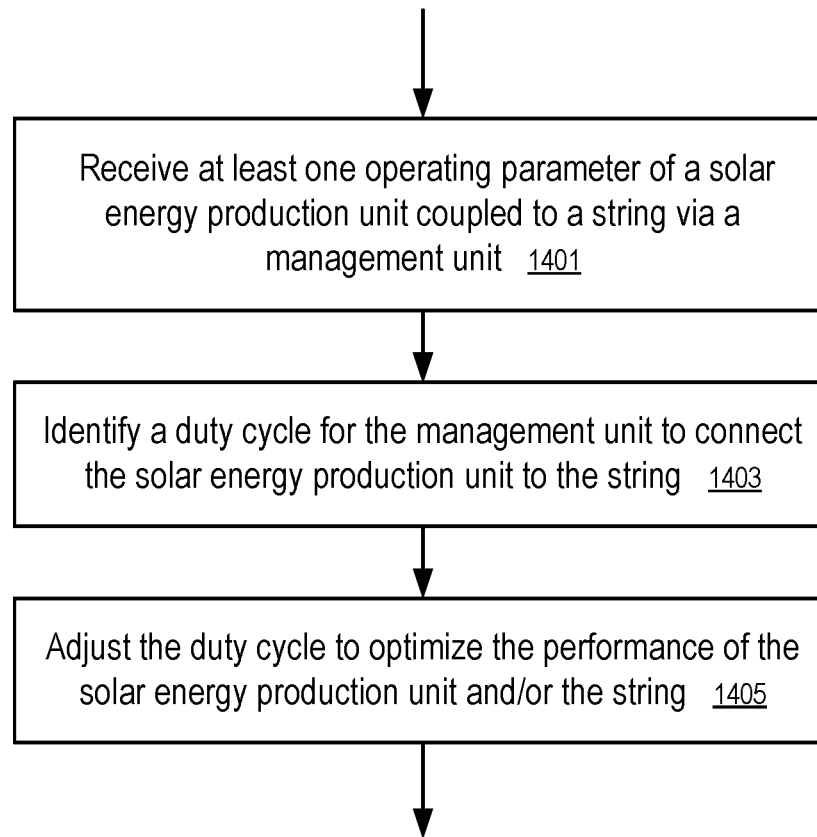 Receive at least one operating parameter of a solar
energy production unit coupled to a string via a
management unit 1401
Identify a duty cycle for the management unit to connect
the solar energy production unit to the string 1403
Adjust the duty cycle to optimize the performance of the
solar energy production unit and/or the string 1405